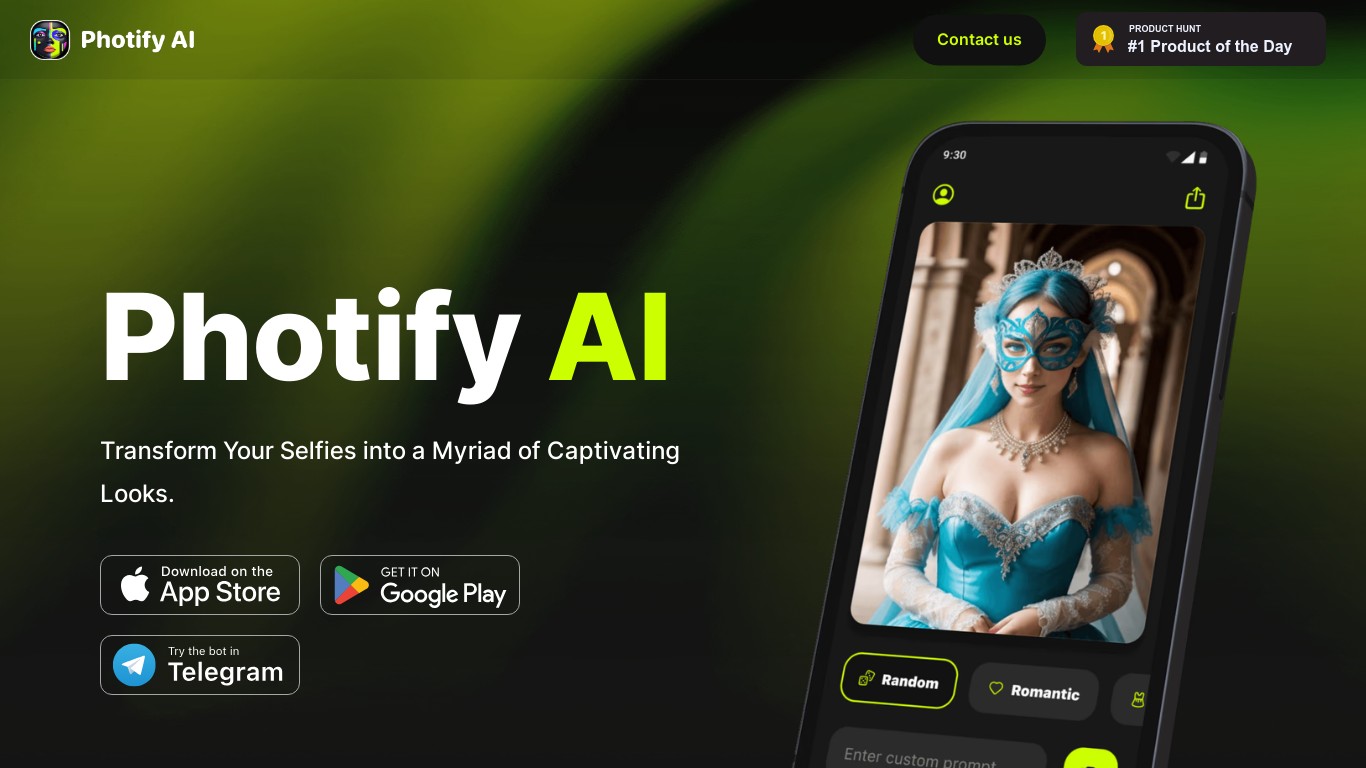 Photify AI
Contact us
1
PRODUCT HUNT
#1 Product of the Day
9:30
Photify AI
Transform Your Selfies into a Myriad of Captivating
Looks.
Download on the
App Store
GET IT ON
Google Play
Try the bot in
Telegram
Random
Romantic
Enter custom prompt